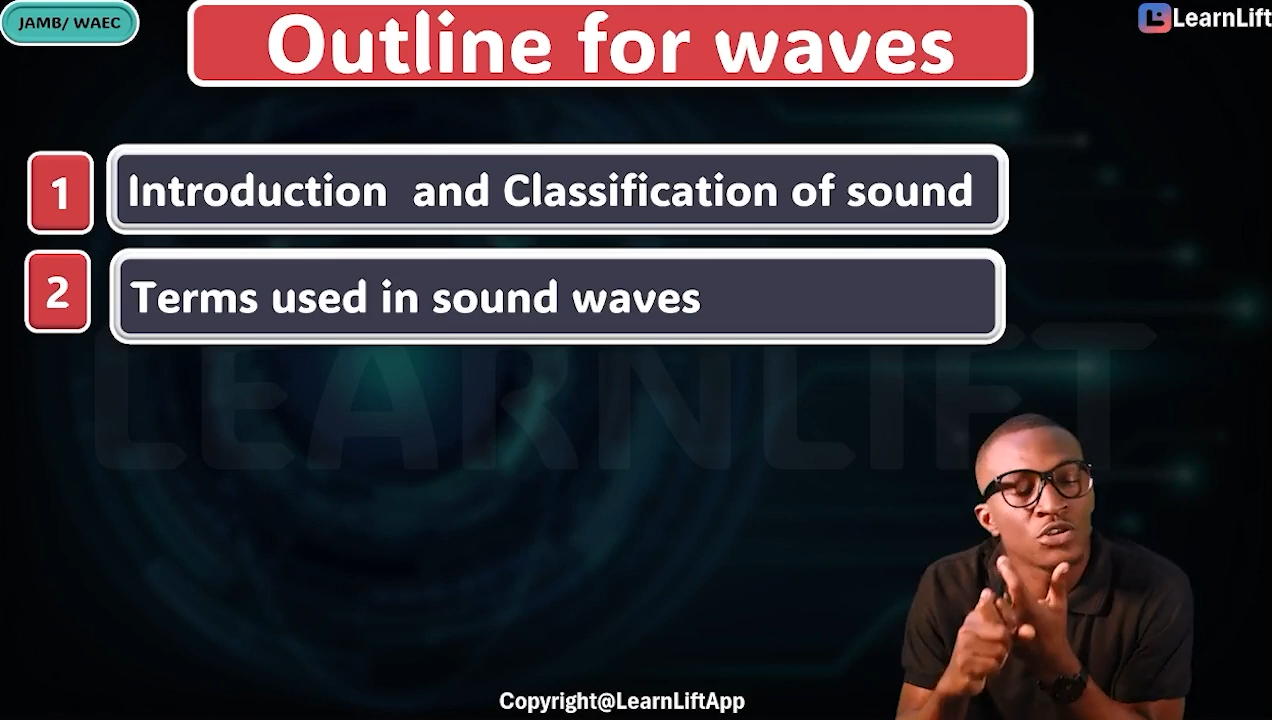 JAMB/ WAEC
Outline for waves
LearnLift
1
Introduction and Classification of sound
2
Terms used in sound waves
LEARNLIFT
Copyright@LearnLiftApp